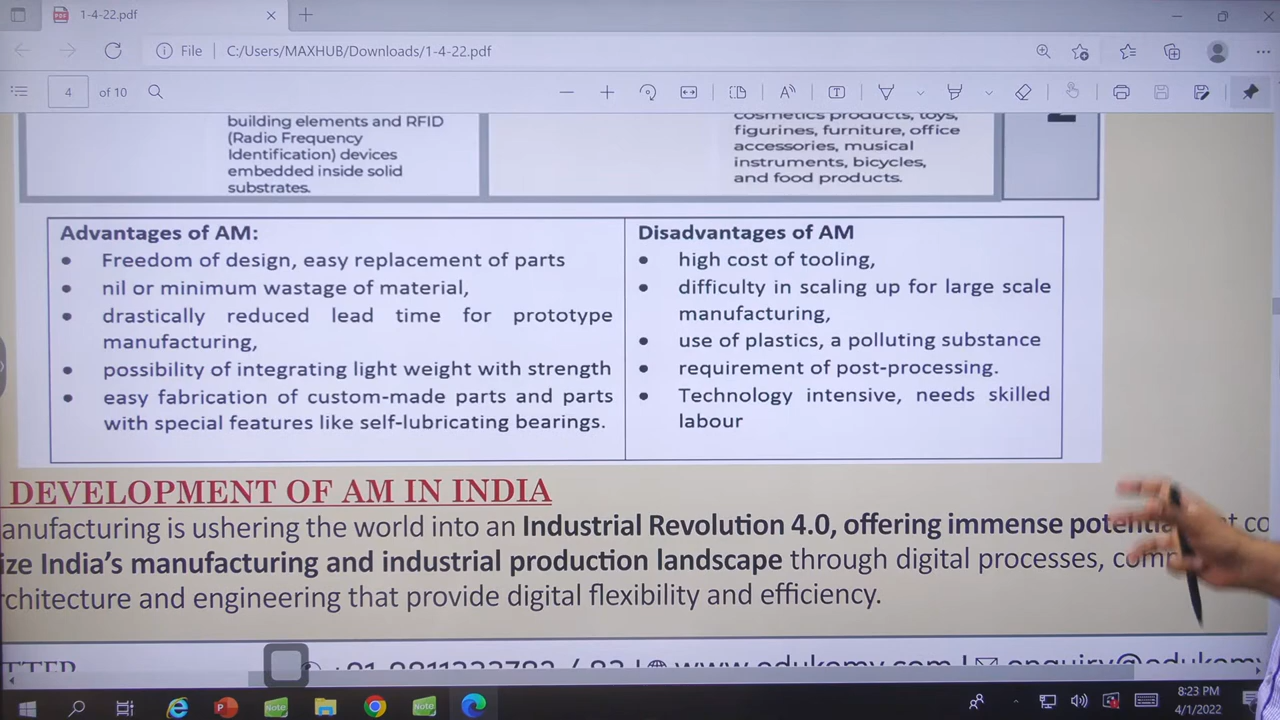 1-4-22.pdf
File
C:/Users/MAXHUB/Downloads/1-4-22.pdf
4
of 10
building elements and RFID
(Radio Frequency
Identification) devices
embedded inside solid
substrates.
cosmetics products, toys,
figurines, furniture, office
accessories, musical
instruments, bicycles,
and food products.
Advantages of AM:
• Freedom of design, easy replacement of parts
• nil or minimum wastage of material,
• drastically reduced lead time for prototype
manufacturing,
• possibility of integrating light weight with strength
• easy fabrication of custom-made parts and parts
with special features like self-lubricating bearings.
Disadvantages of AM
• high cost of tooling,
• difficulty in scaling up for large scale
manufacturing,
• use of plastics, a polluting substance
• requirement of post-processing.
• Technology intensive, needs skilled
labour
DEVELOPMENT OF AM IN INDIA
anufacturing is ushering the world into an Industrial Revolution 4.0, offering immense potenti
ize India's manufacturing and industrial production landscape through digital processes, com
rchitecture and engineering that provide digital flexibility and efficiency.
www.edukemy.com | enquiry@edukemy
Note
Note
8:23 PM
4/1/2022